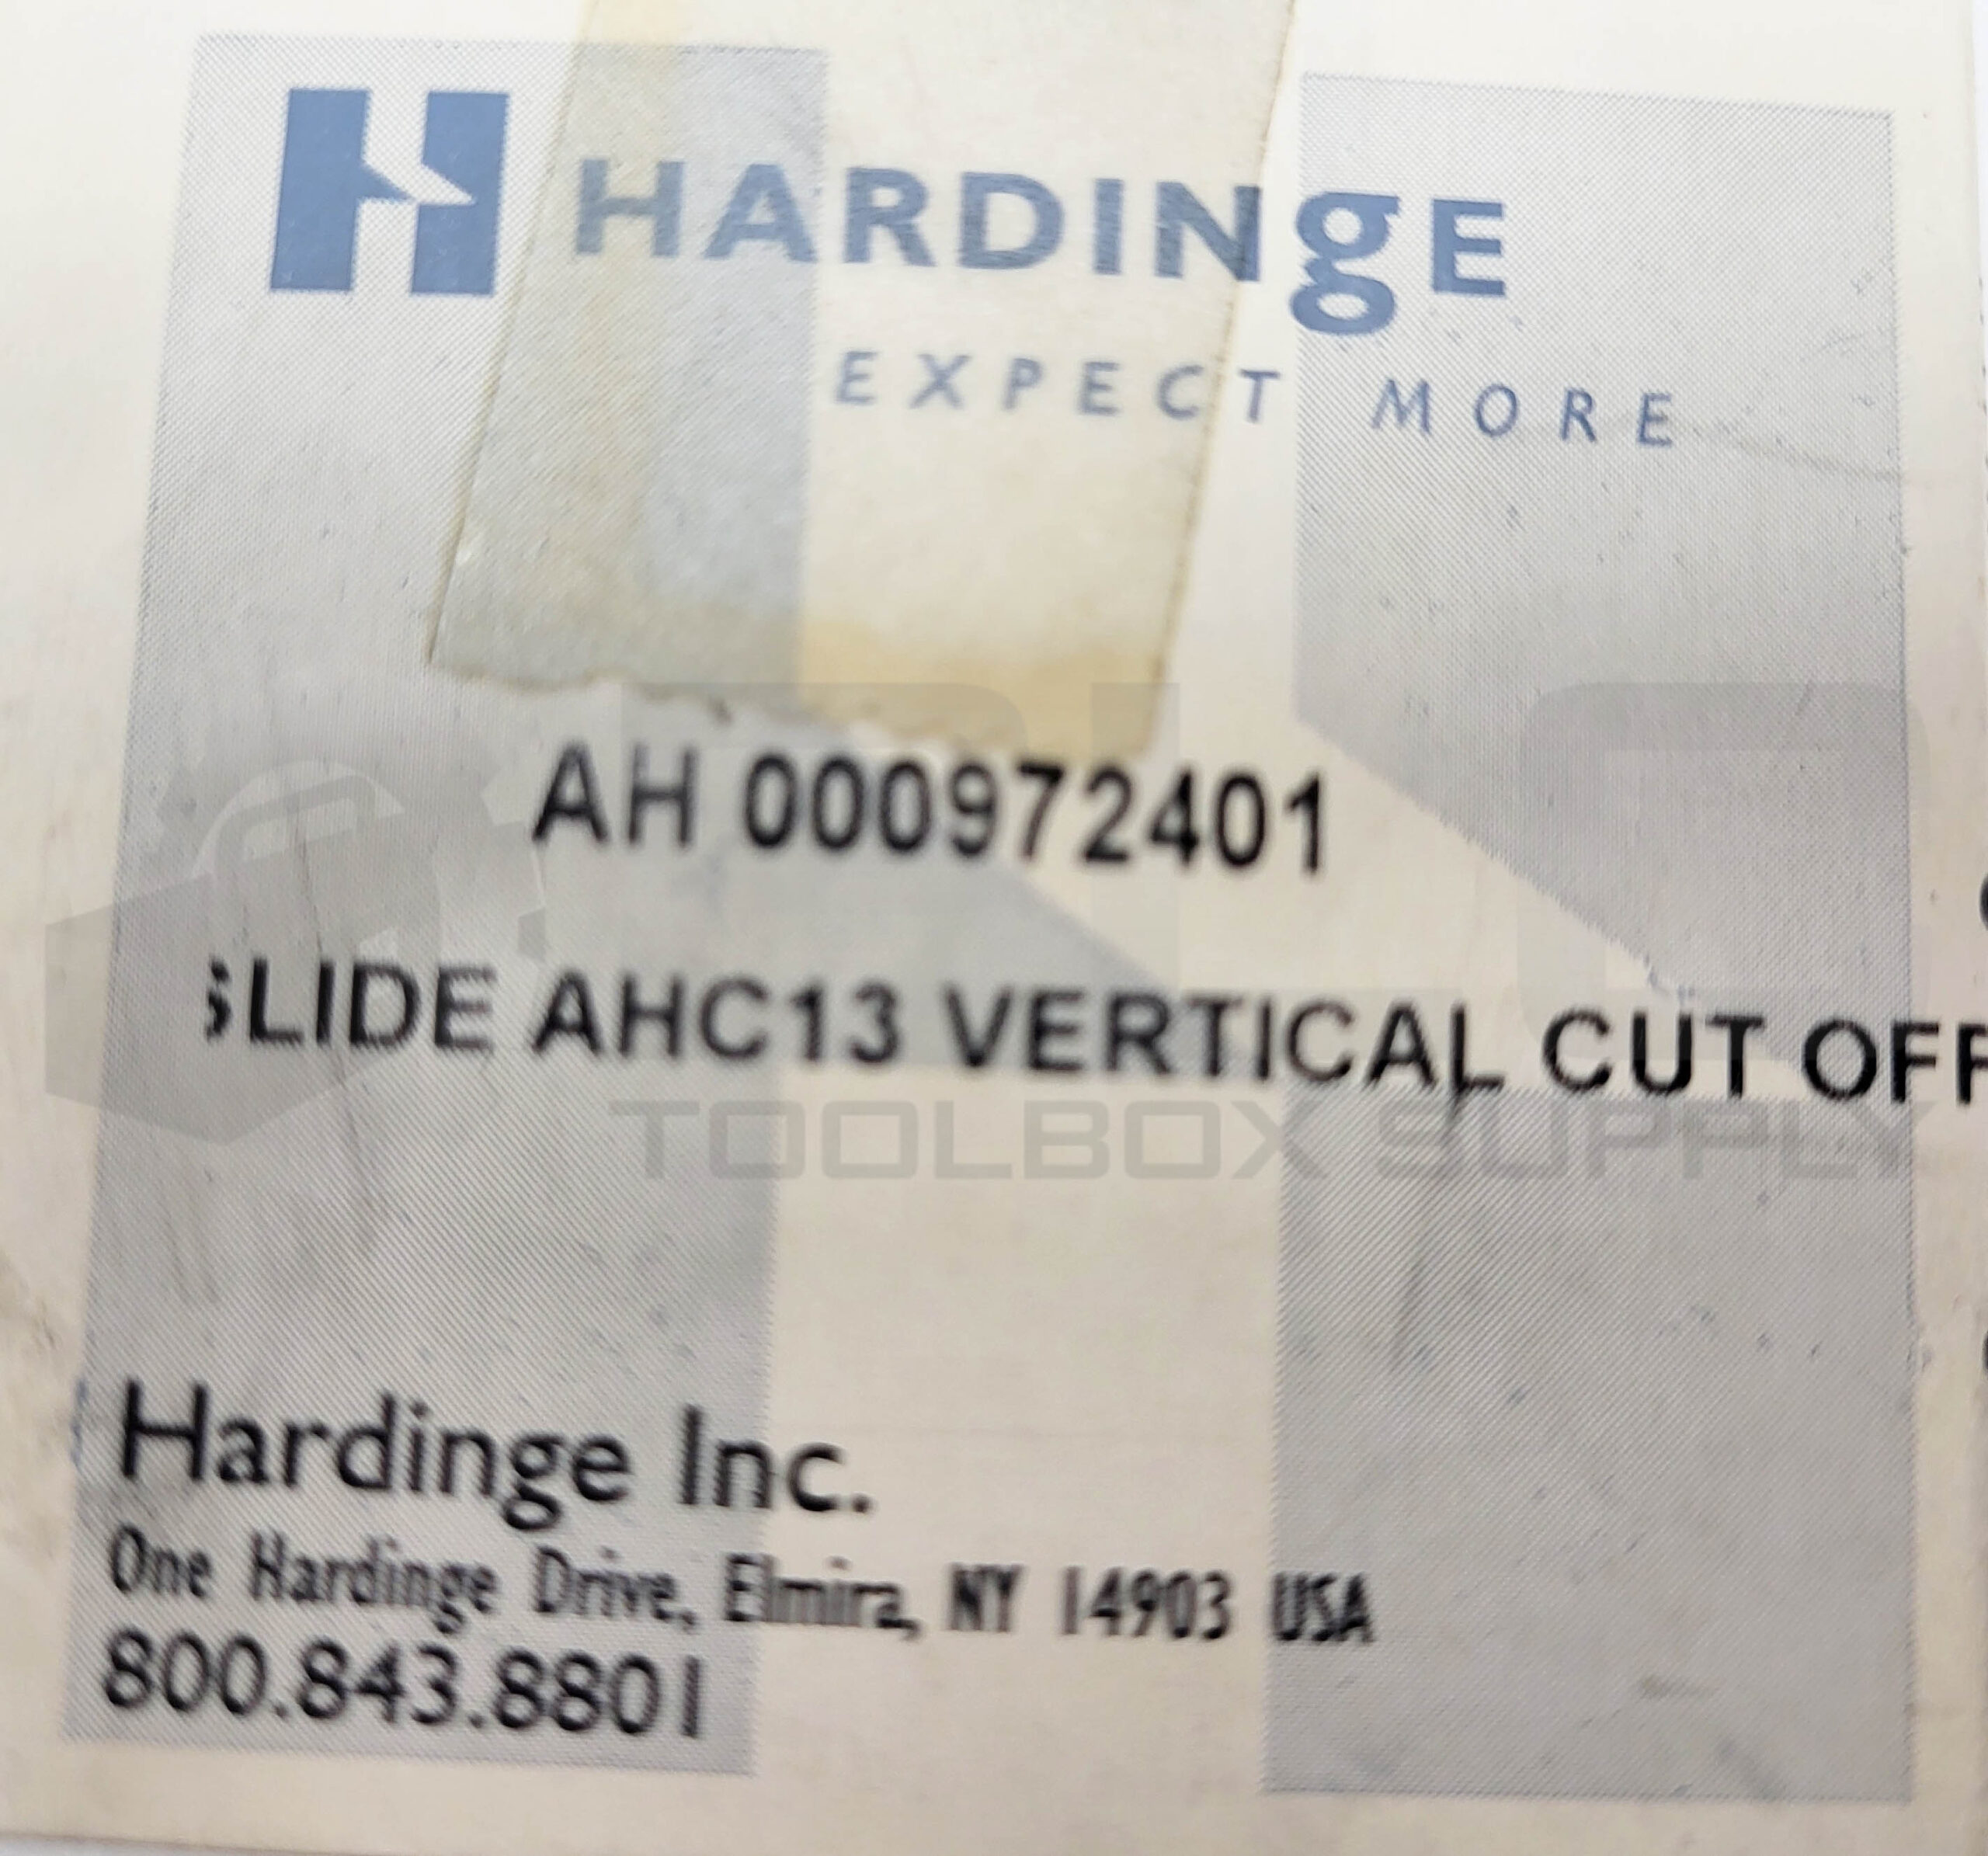 HARDINgE
EXPECT MORE
AH 000972401
SLIDE AHC13 VERTICAL CUT OFF
TOOLBOX SUPPLY
Hardinge Inc.
One Hardinge Drive, Elmira, NY 14903 USA
800.843.8801